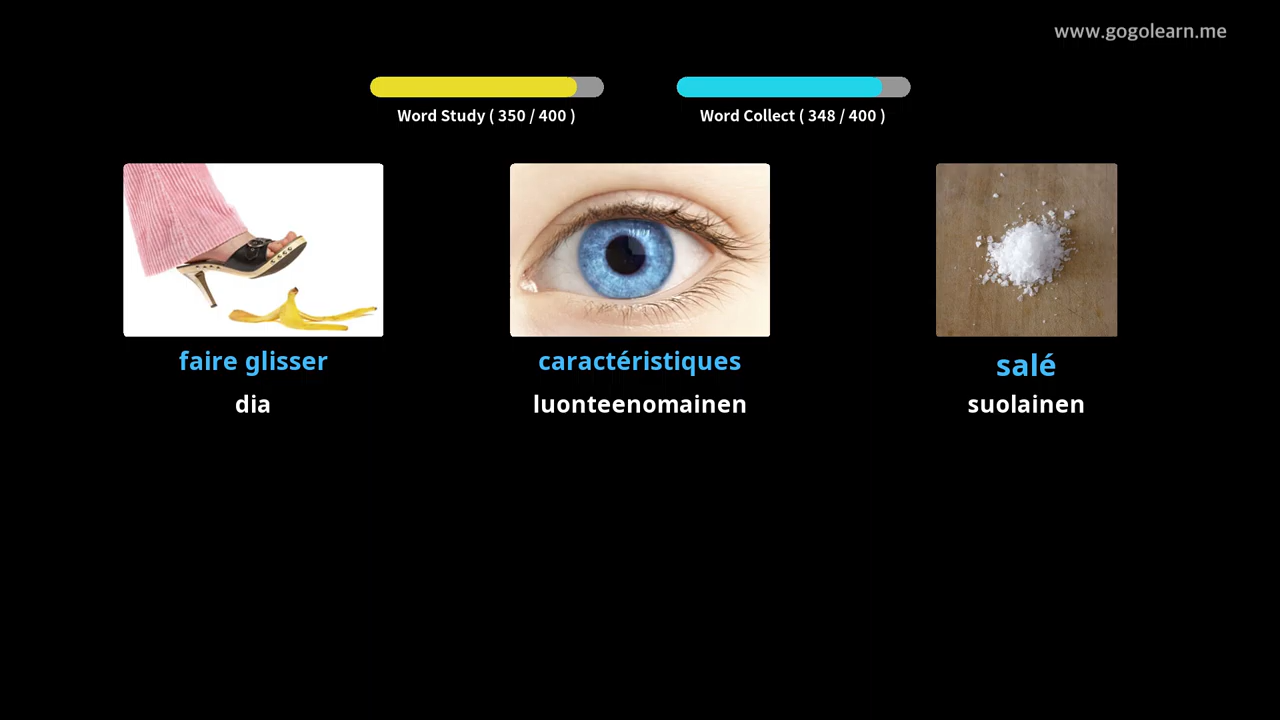 www.gogolearn.me
Word Study ( 350 / 400 )
Word Collect ( 348 / 400 )
faire glisser
caractéristiques
salé
dia
luonteenomainen
suolainen